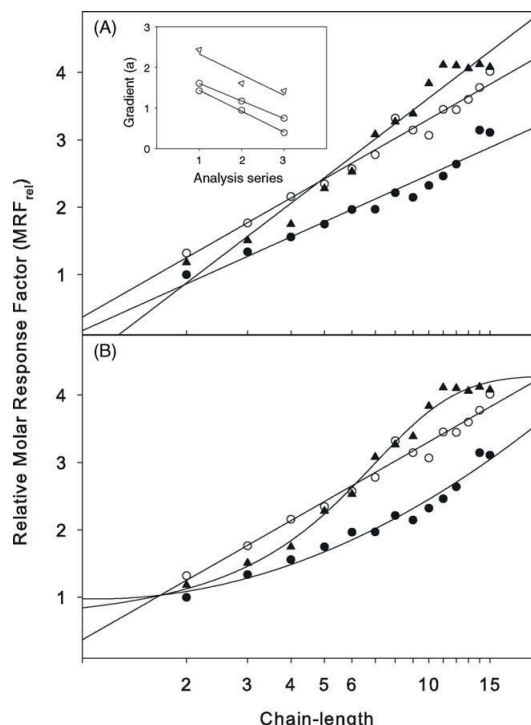 (A)
3
2
1
0
Gradient (a)
1 2 3
Analysis series
4
3
2
1
Relative Molar Response Factor (MRFrel)
(B)
4
3
2
1
2 3 4 5 6 10 15
Chain-length